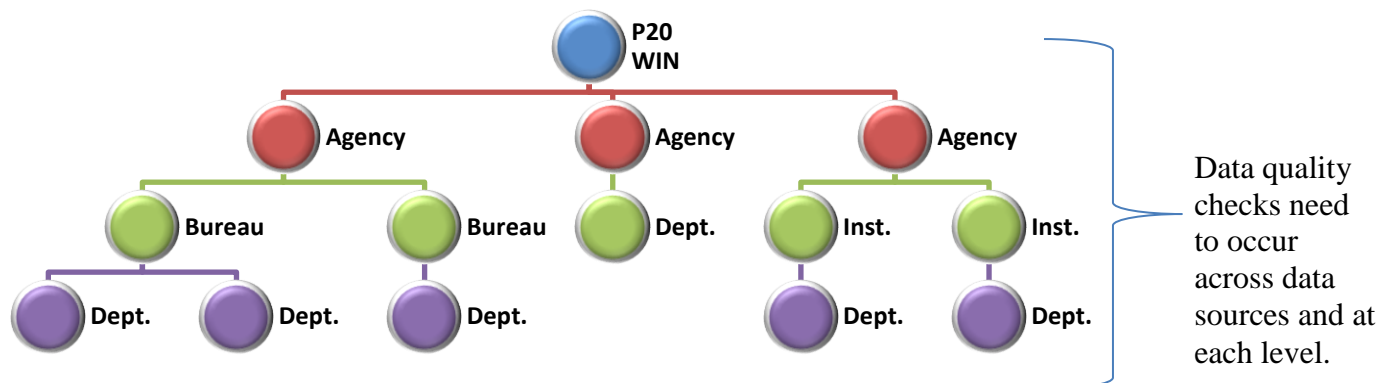 P20
WIN
Agency
Agency
Agency
Bureau
Bureau
Dept.
Inst.
Inst.
Dept.
Dept.
Dept.
Dept.
Dept.
Data quality
checks need
to occur
across data
sources and at
each level.